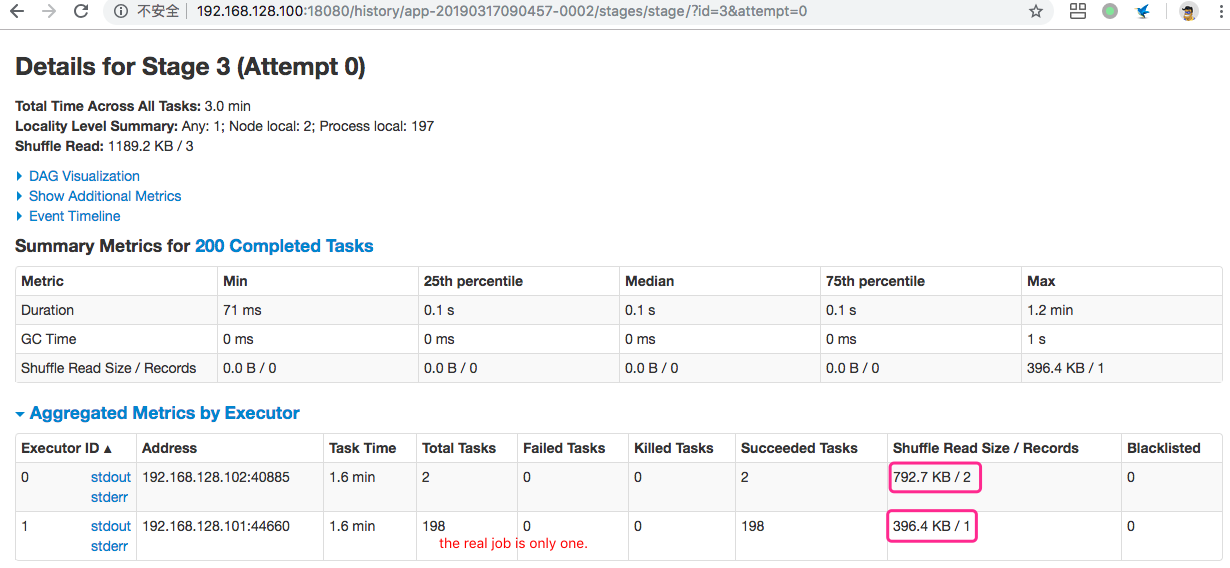 不安全 192.168.128.100:18080/history/app-20190317090457-0002/stages/stage/?id=3&attempt=0
Details for Stage 3 (Attempt 0)
Total Time Across All Tasks: 3.0 min
Locality Level Summary: Any: 1; Node local: 2; Process local: 197
Shuffle Read: 1189.2 KB / 3
DAG Visualization
Show Additional Metrics
Event Timeline
Summary Metrics for 200 Completed Tasks
Metric Min 25th percentile Median 75th percentile Max
Duration 71 ms 0.1 s 0.1 s 0.1 s 1.2 min
GC Time 0 ms 0 ms 0 ms 0 ms 1 s
Shuffle Read Size / Records 0.0 B / 0 0.0 B / 0 0.0 B / 0 0.0 B / 0 396.4 KB / 1
Aggregated Metrics by Executor
Executor ID ▲ Address Task Time Total Tasks Failed Tasks Killed Tasks Succeeded Tasks Shuffle Read Size / Records Blacklisted
0 stdout 192.168.128.102:40885 1.6 min 2 0 0 2 792.7 KB / 2 0
stderr
1 stdout 192.168.128.101:44660 1.6 min 198 0 0 198 396.4 KB / 1 0
stderr the real job is only one.